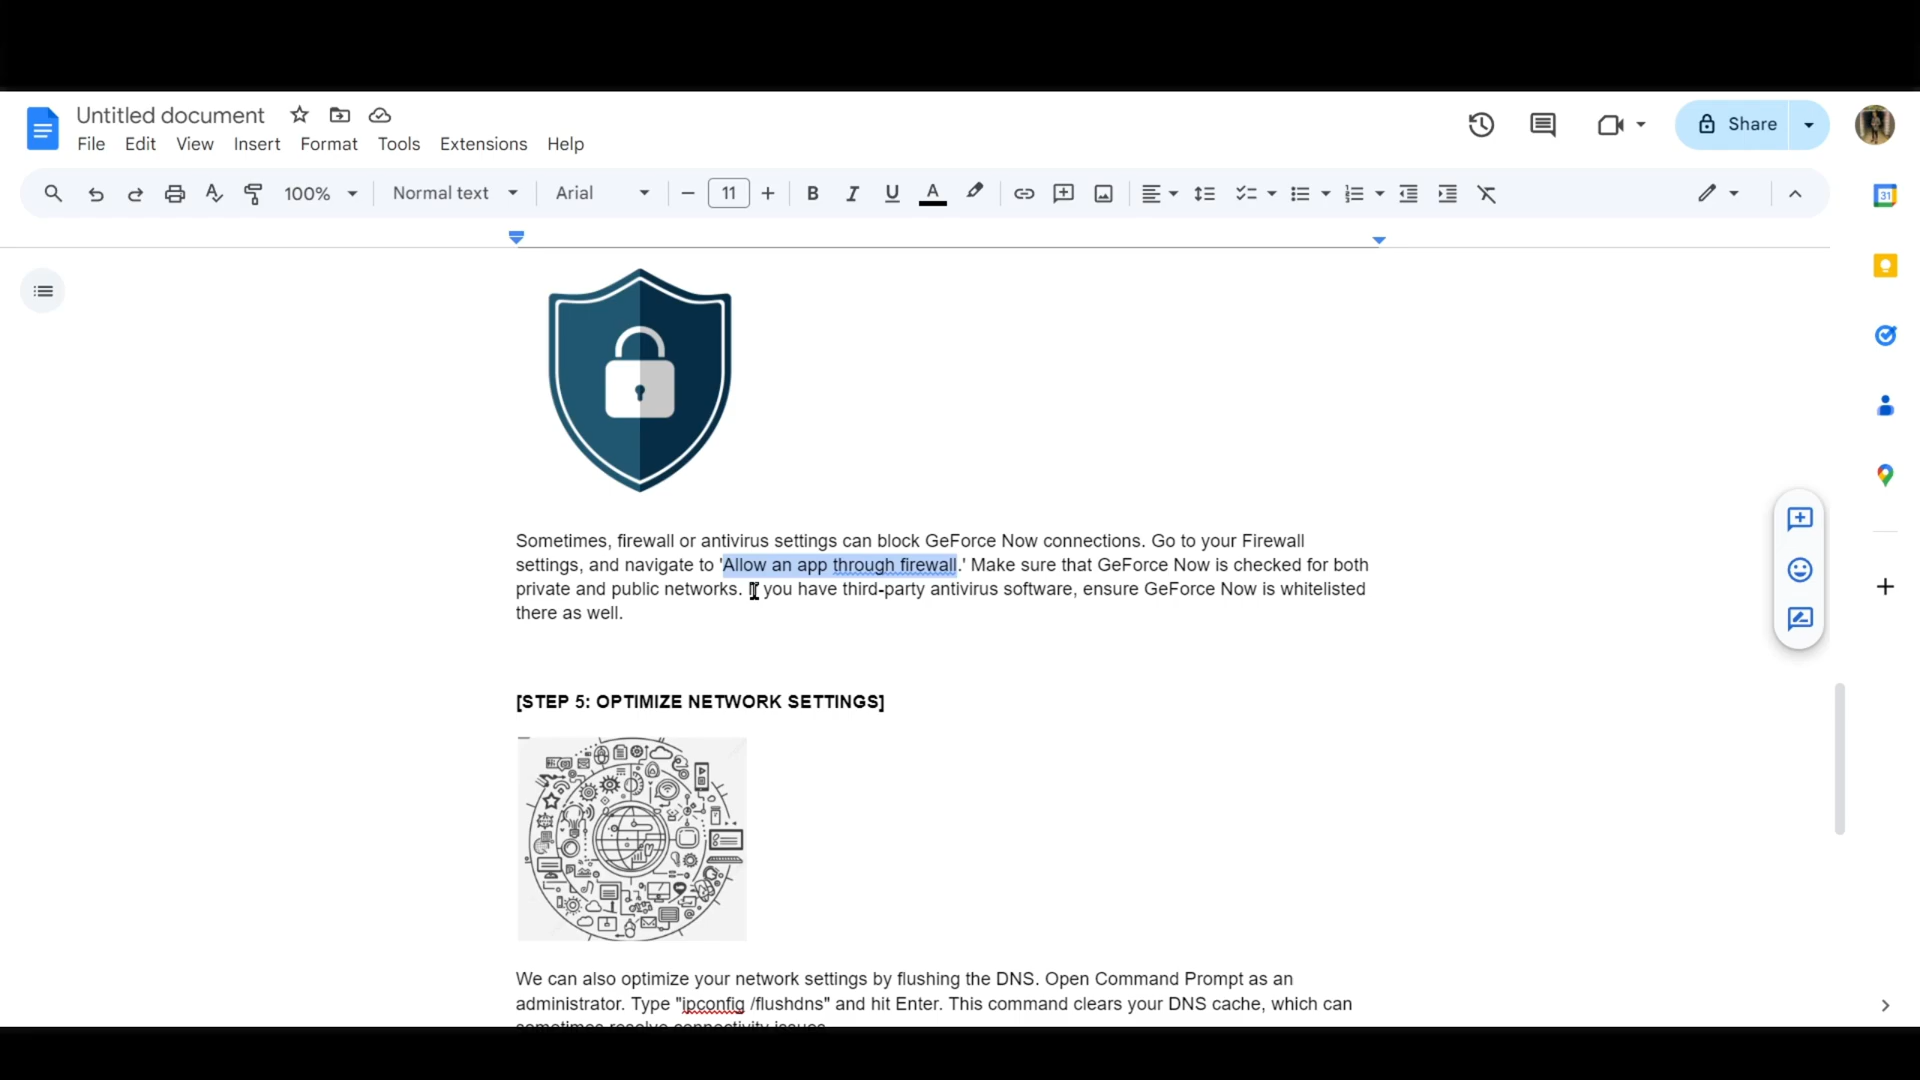 Untitled document
File Edit View Insert Format Tools Extensions Help
Share
100% Normal text Arial 11 B I U A
31
Sometimes, firewall or antivirus settings can block GeForce Now connections. Go to your Firewall
settings, and navigate to 'Allow an app through firewall.' Make sure that GeForce Now is checked for both
private and public networks. If you have third-party antivirus software, ensure GeForce Now is whitelisted
there as well.
[STEP 5: OPTIMIZE NETWORK SETTINGS]
We can also optimize your network settings by flushing the DNS. Open Command Prompt as an
administrator. Type "ipconfig /flushdns" and hit Enter. This command clears your DNS cache, which can
sometimes resolve connectivity issues.